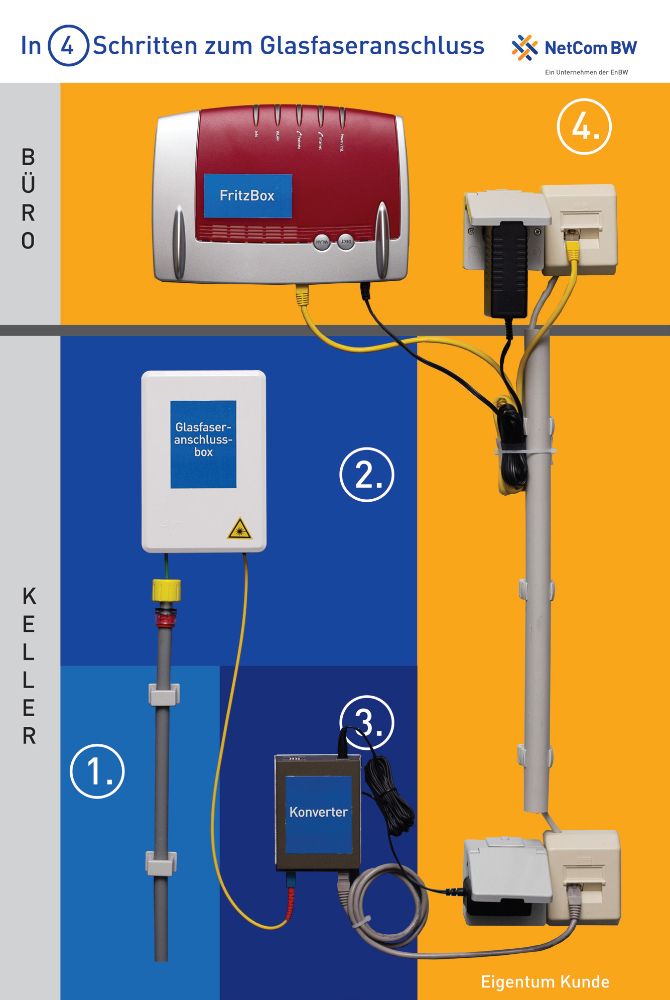 In 4 Schritten zum Glasfaseranschluss
NetCom BW
Ein Unternehmen der EnBW
BÜRO
4.
Info
WLAN
Festnetz
Internet
Power / DSL
FritzBox
WLAN
DECT
KELLER
Glasfaser-
anschluss-
box
2.
1.
3.
Konverter
Eigentum Kunde